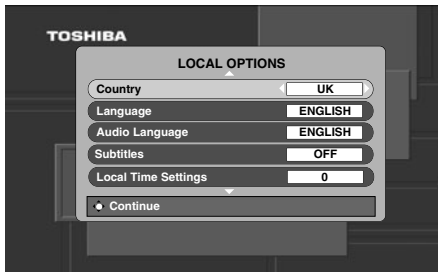 TOSHIBA
LOCAL OPTIONS
Country UK
Language ENGLISH
Audio Language ENGLISH
Subtitles OFF
Local Time Settings 0
Continue